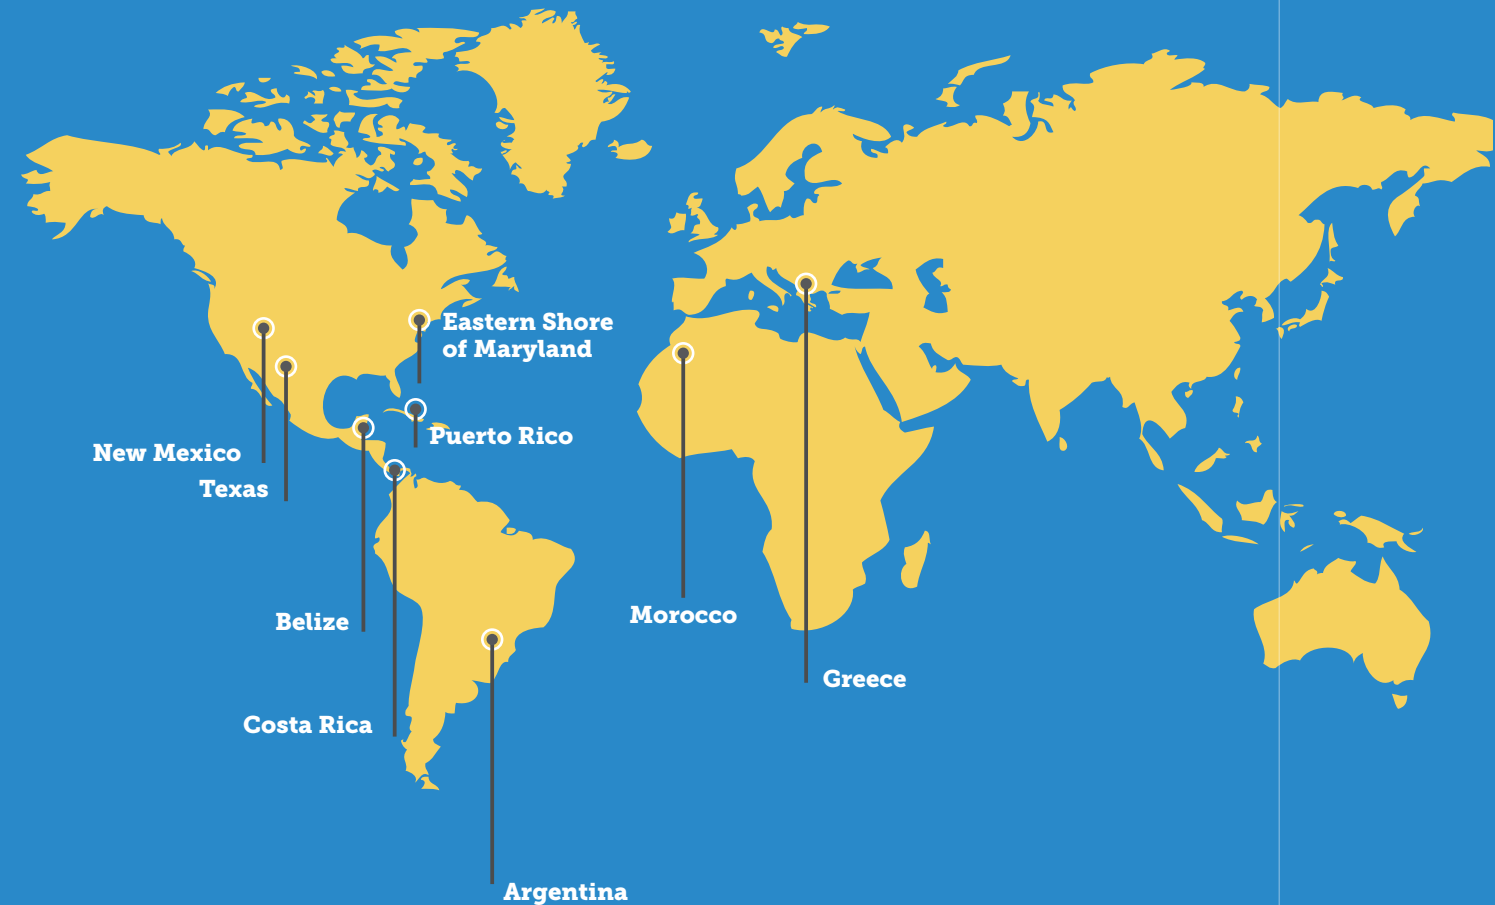 Eastern Shore
of Maryland
Puerto Rico
New Mexico
Texas
Belize
Morocco
Greece
Costa Rica
Argentina